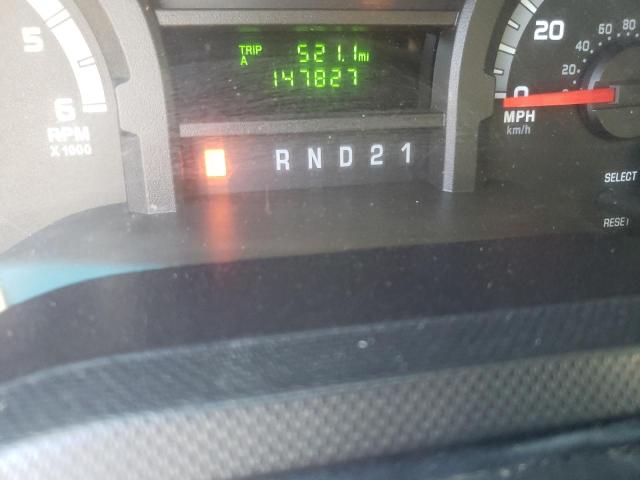 5
6
RPM
X 1000
TRIP A 521.1 mi
147827
R N D 2 1
20
0
MPH
km/h
0 20 40 60 80
SELECT
RESET